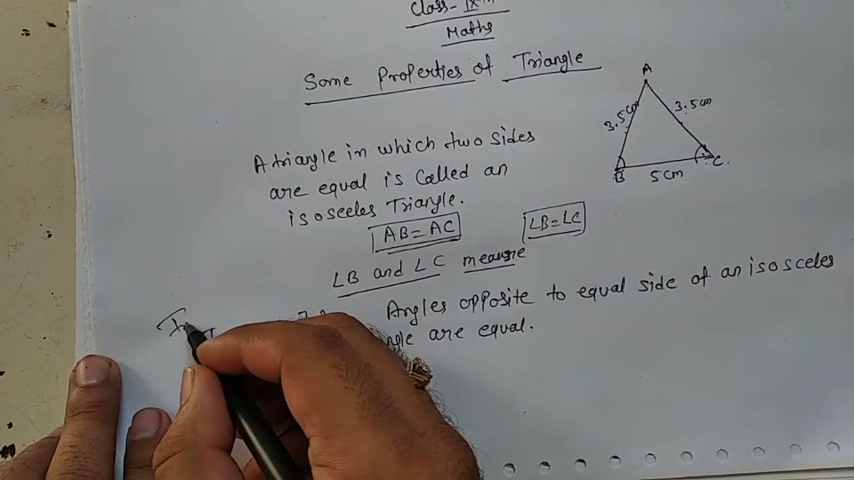 Class - IX
Maths
Some Properties of Triangle
A
3.5cm
3.5cm
B
C.
5cm
A triangle in which two sides
are equal is called an
isosceles Triangle.
AB = AC
∠B = ∠C
∠B and ∠C measure
Angles opposite to equal side of an isosceles
are equal.